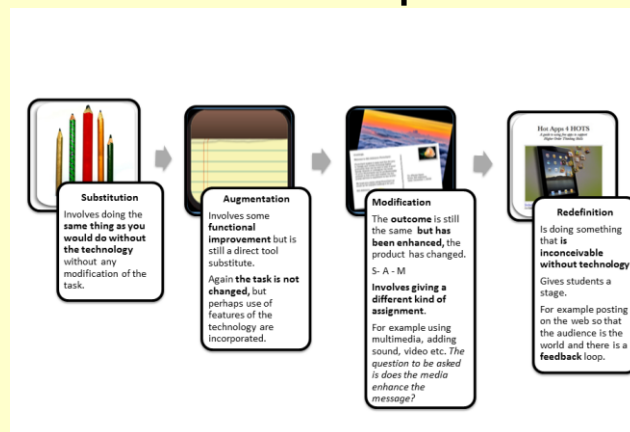 Substitution
Involves doing the
same thing as you
would do without
the technology
without any
modification of the
task.
Augmentation
Involves some
functional
improvement but is
still a direct tool
substitute.
Again the task is not
changed, but
perhaps use of
features of the
technology are
incorporated.
Modification
The outcome is still
the same but has
been enhanced, the
product has changed.
S- A - M
Involves giving a
different kind of
assignment.
For example using
multimedia, adding
sound, video etc. The
question to be asked
is does the media
enhance the
message?
Hot Apps 4 HOTS
Redefinition
Is doing something
that is
inconceivable
without technology
Gives students a
stage.
For example posting
on the web so that
the audience is the
world and there is a
feedback loop.